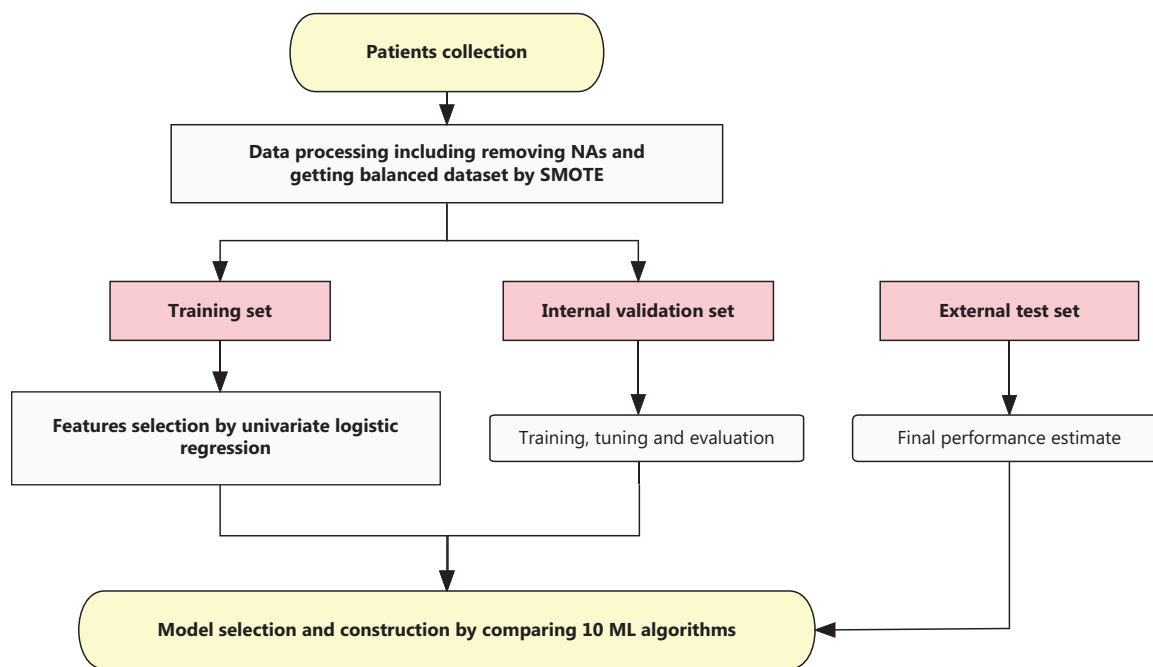 Patients collection
Data processing including removing NAs and
getting balanced dataset by SMOTE
Training set
Internal validation set
External test set
Features selection by univariate logistic
regression
Training, tuning and evaluation
Final performance estimate
Model selection and construction by comparing 10 ML algorithms